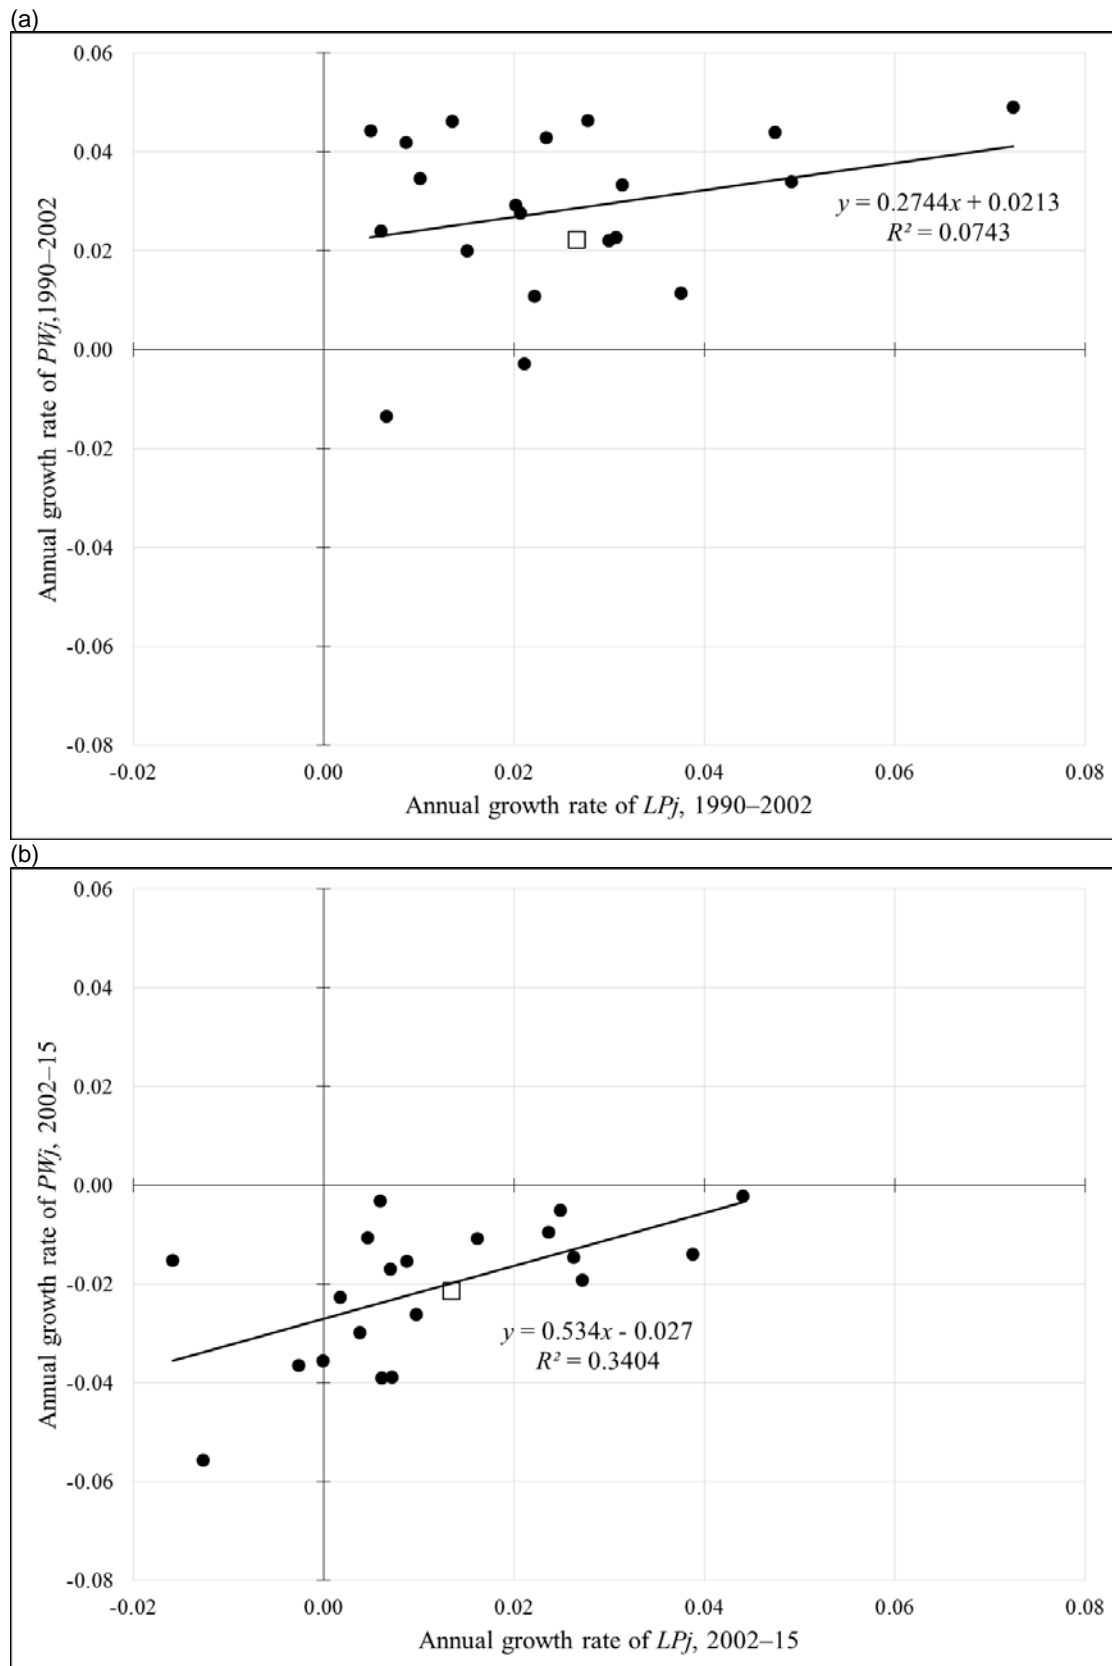 (a)
0.06
0.04
0.02
0.00
-0.02
-0.04
-0.06
-0.08
Annual growth rate of PWj,1990–2002
y = 0.2744x + 0.0213
R² = 0.0743
-0.02 0.00 0.02 0.04 0.06 0.08
Annual growth rate of LPj, 1990–2002
(b)
0.06
0.04
0.02
0.00
-0.02
-0.04
-0.06
-0.08
Annual growth rate of PWj, 2002–15
y = 0.534x - 0.027
R² = 0.3404
-0.02 0.00 0.02 0.04 0.06 0.08
Annual growth rate of LPj, 2002–15